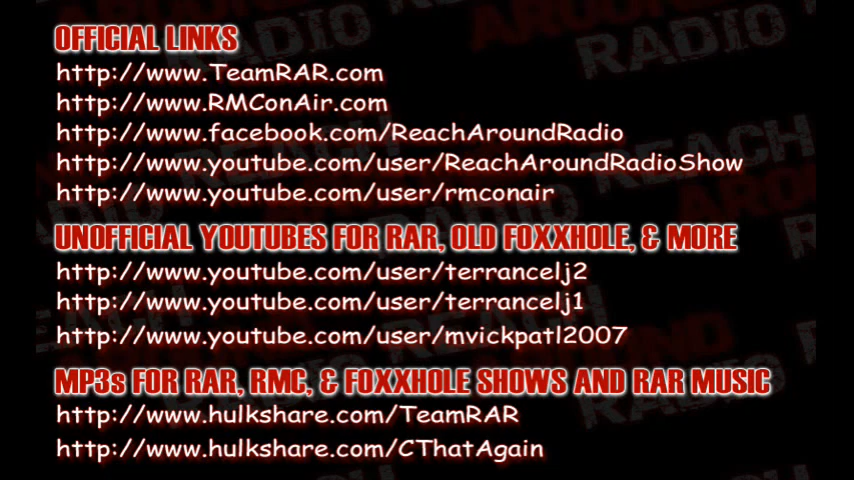 OFFICIAL LINKS
http://www.TeamRAR.com
http://www.RMConAir.com
http://www.facebook.com/ReachAroundRadio
http://www.youtube.com/user/ReachAroundRadioShow
http://www.youtube.com/user/rmconair
UNOFFICIAL YOUTUBES FOR RAR, OLD FOXXHOLE, & MORE
http://www.youtube.com/user/terrancelj2
http://www.youtube.com/user/terrancelj1
http://www.youtube.com/user/mvickpatl2007
MP3s FOR RAR, RMC, & FOXXHOLE SHOWS AND RAR MUSIC
http://www.hulkshare.com/TeamRAR
http://www.hulkshare.com/CThatAgain